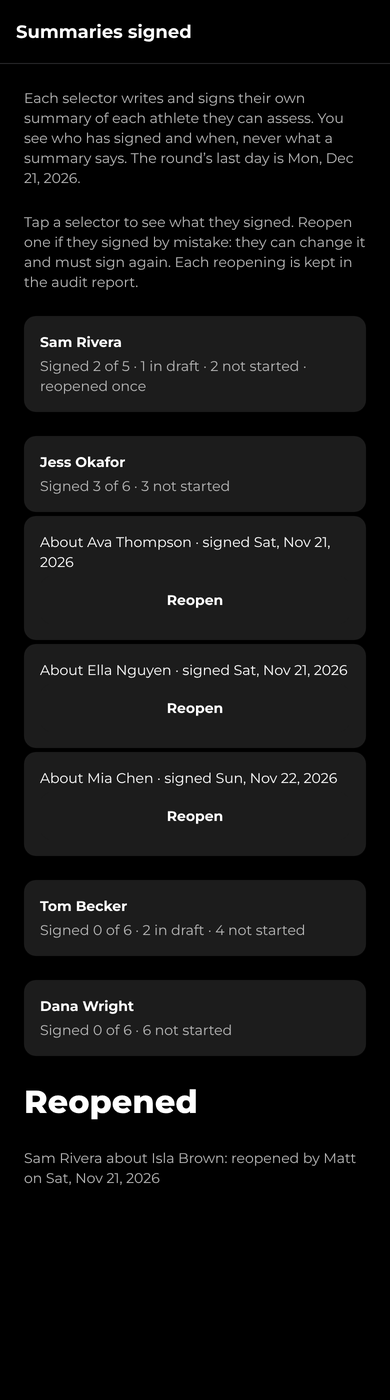 Summaries signed
Each selector writes and signs their own
summary of each athlete they can assess. You
see who has signed and when, never what a
summary says. The round’s last day is Mon, Dec
21, 2026.
Tap a selector to see what they signed. Reopen
one if they signed by mistake: they can change it
and must sign again. Each reopening is kept in
the audit report.
Sam Rivera
Signed 2 of 5 · 1 in draft · 2 not started ·
reopened once
Jess Okafor
Signed 3 of 6 · 3 not started
About Ava Thompson · signed Sat, Nov 21,
2026
Reopen
About Ella Nguyen · signed Sat, Nov 21, 2026
Reopen
About Mia Chen · signed Sun, Nov 22, 2026
Reopen
Tom Becker
Signed 0 of 6 · 2 in draft · 4 not started
Dana Wright
Signed 0 of 6 · 6 not started
Reopened
Sam Rivera about Isla Brown: reopened by Matt
on Sat, Nov 21, 2026